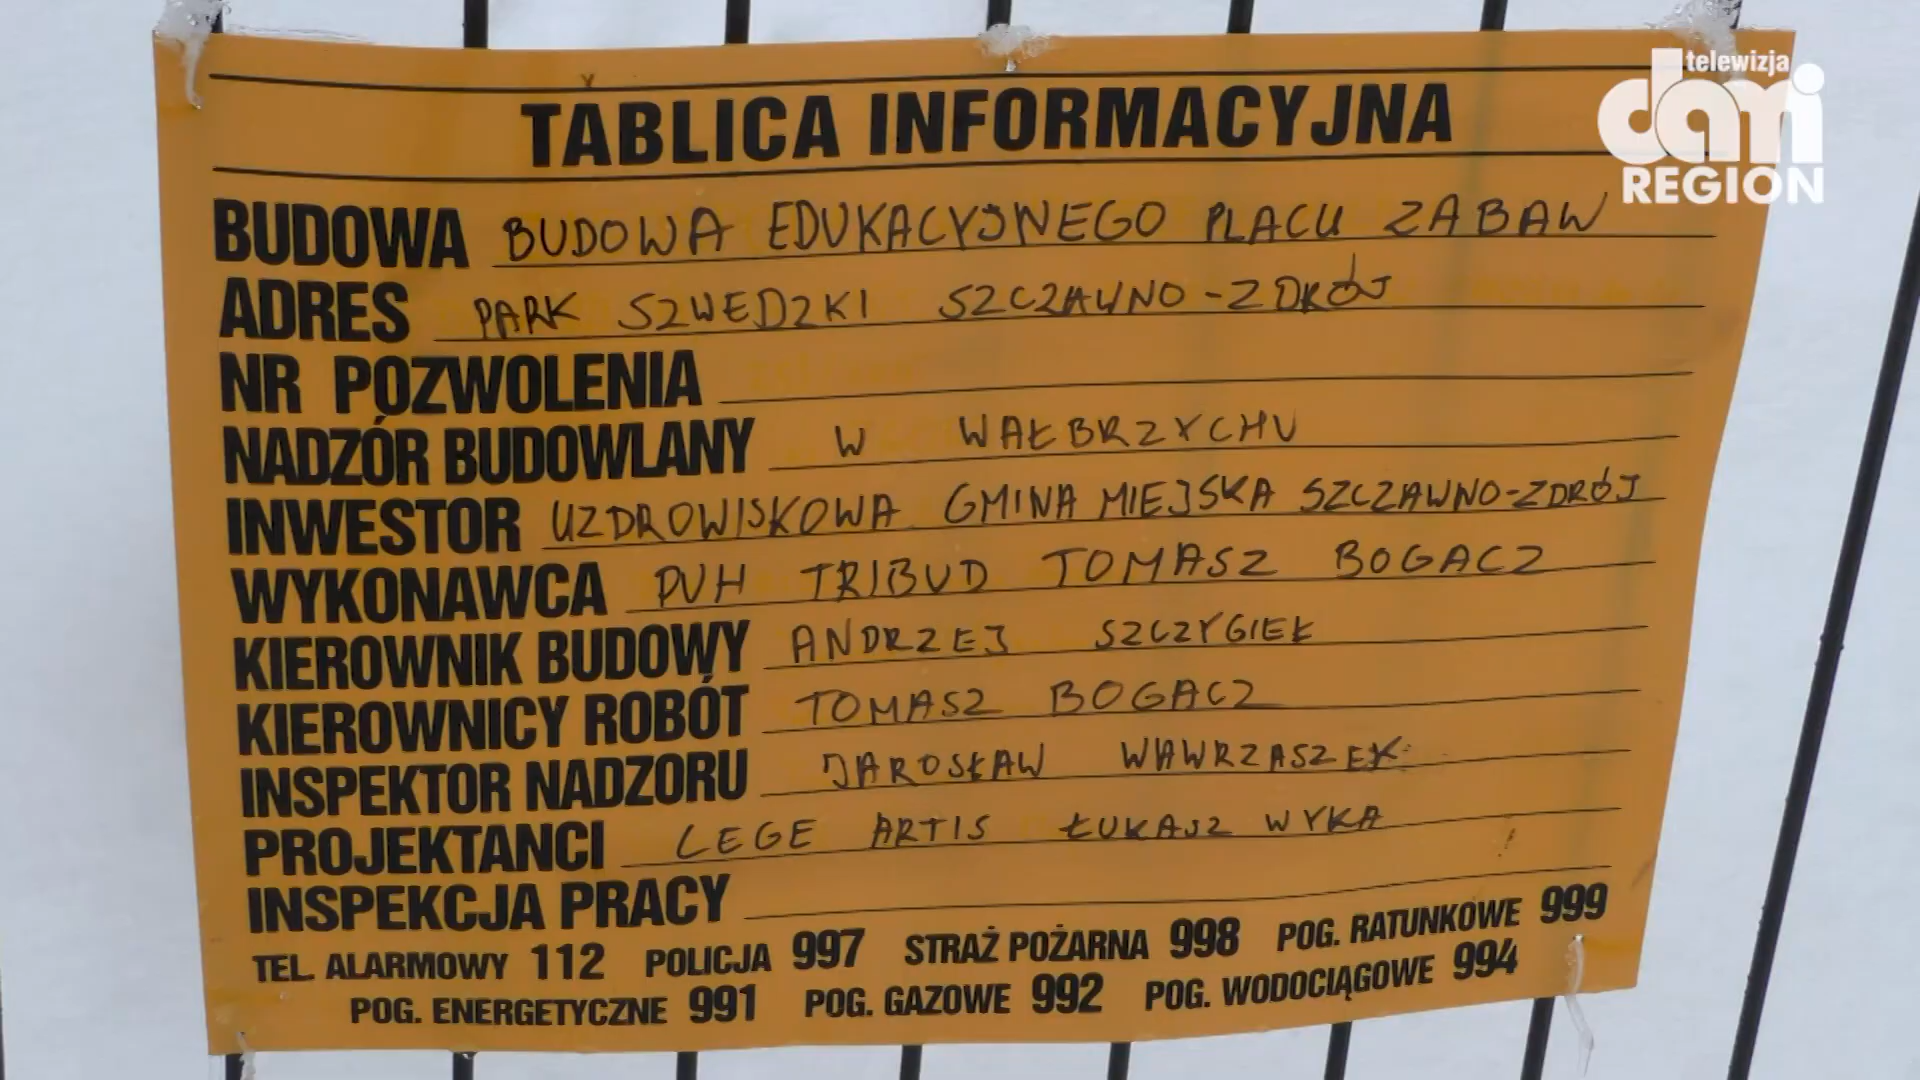 telewizja
dami
REGION
TABLICA INFORMACYJNA
BUDOWA BUDOWA EDUKACYJNEGO PLACU ZABAW
ADRES PARK SZWEDZKI SZCZAWNO-ZDRÓJ
NR POZWOLENIA
NADZÓR BUDOWLANY W WAŁBRZYCHU
INWESTOR UZDROWISKOWA GMINA MIEJSKA SZCZAWNO-ZDRÓJ
WYKONAWCA PUH TRIBUD TOMASZ BOGACZ
KIEROWNIK BUDOWY ANDRZEJ SZCZYGIEŁ
KIEROWNICY ROBÓT TOMASZ BOGACZ
INSPEKTOR NADZORU JAROSŁAW WAWRZASZEK
PROJEKTANCI LEGE ARTIS ŁUKASZ WYKA
INSPEKCJA PRACY
TEL. ALARMOWY 112 POLICJA 997 STRAŻ POŻARNA 998 POG. RATUNKOWE 999
POG. ENERGETYCZNE 991 POG. GAZOWE 992 POG. WODOCIĄGOWE 994